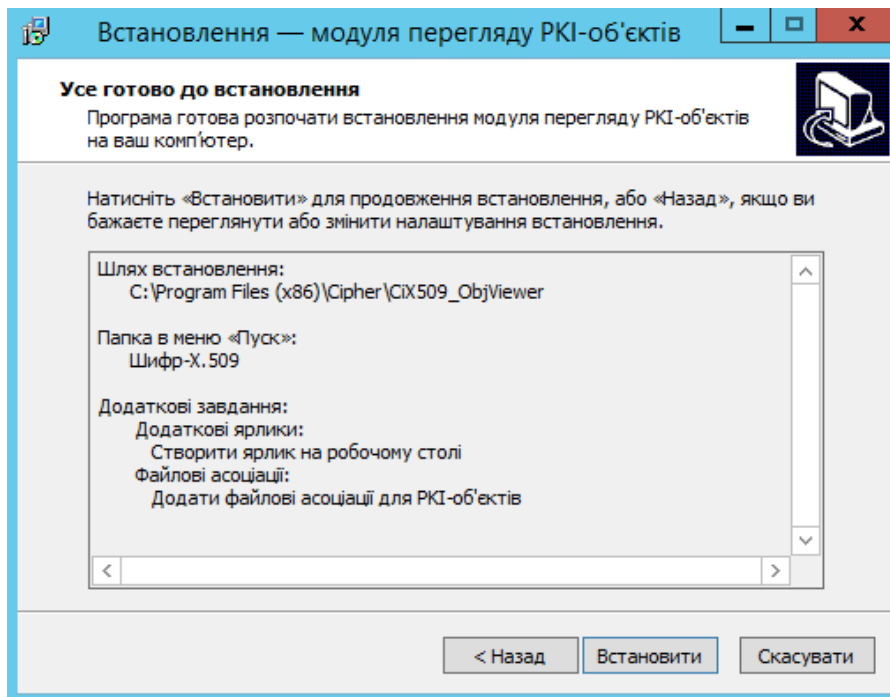 Встановлення — модуля перегляду PKI-об'єктів
Усе готово до встановлення
Програма готова розпочати встановлення модуля перегляду PKI-об'єктів
на ваш комп’ютер.
Натисніть «Встановити» для продовження встановлення, або «Назад», якщо ви
бажаєте переглянути або змінити налаштування встановлення.
Шлях встановлення:
C:\Program Files (x86)\Cipher\CiX509_ObjViewer
Папка в меню «Пуск»:
Шифр-X.509
Додаткові завдання:
Додаткові ярлики:
Створити ярлик на робочому столі
Файлові асоціації:
Додати файлові асоціації для PKI-об'єктів
< Назад
Встановити
Скасувати